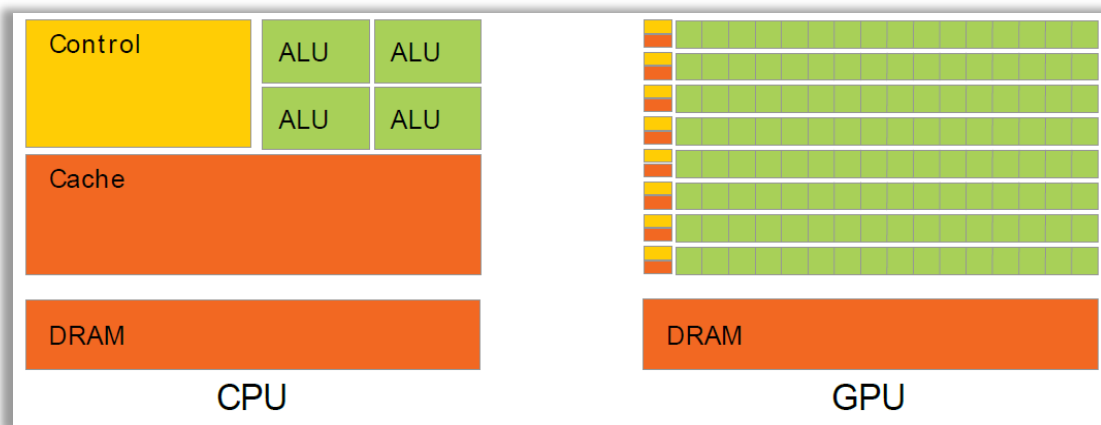 Control
ALU ALU
ALU ALU
Cache
DRAM
CPU
DRAM
GPU